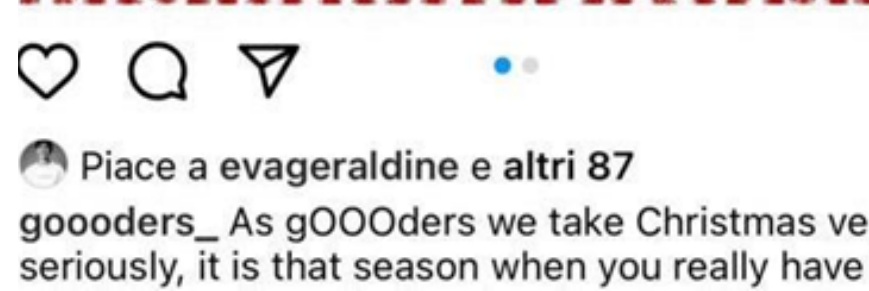 Piace a evageraldine e altri 87
goooders_ As gOOOders we take Christmas ve
seriously, it is that season when you really have